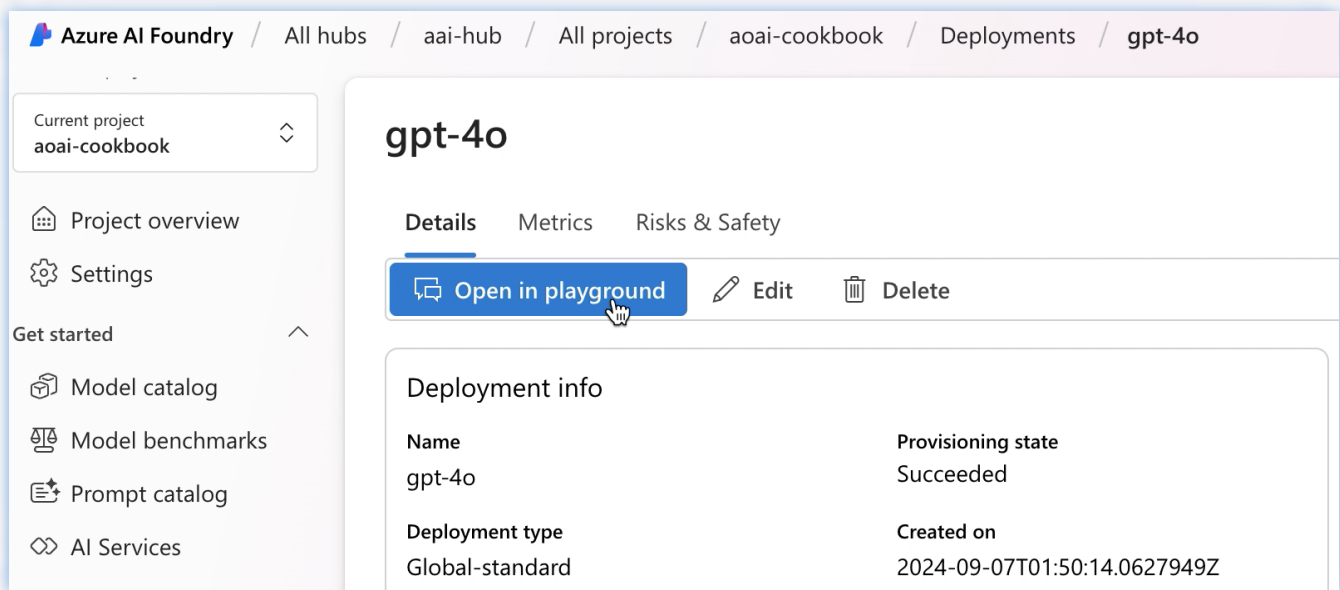 Azure AI Foundry / All hubs / aai-hub / All projects / aoai-cookbook / Deployments / gpt-4o
Current project
aoai-cookbook
Project overview
Settings
Get started
Model catalog
Model benchmarks
Prompt catalog
AI Services
gpt-4o
Details Metrics Risks & Safety
Open in playground Edit Delete
Deployment info
Name
gpt-4o
Provisioning state
Succeeded
Deployment type
Global-standard
Created on
2024-09-07T01:50:14.0627949Z